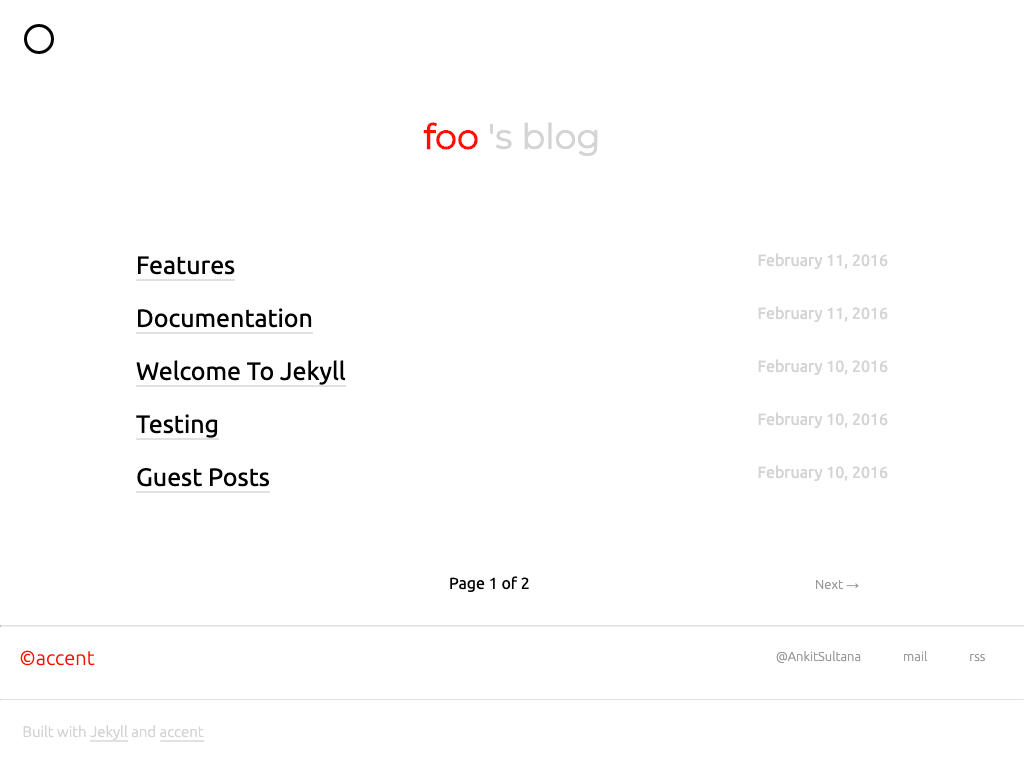 foo 's blog
Features February 11, 2016
Documentation February 11, 2016
Welcome To Jekyll February 10, 2016
Testing February 10, 2016
Guest Posts February 10, 2016
Page 1 of 2 Next →
©accent @AnkitSultana mail rss
Built with Jekyll and accent